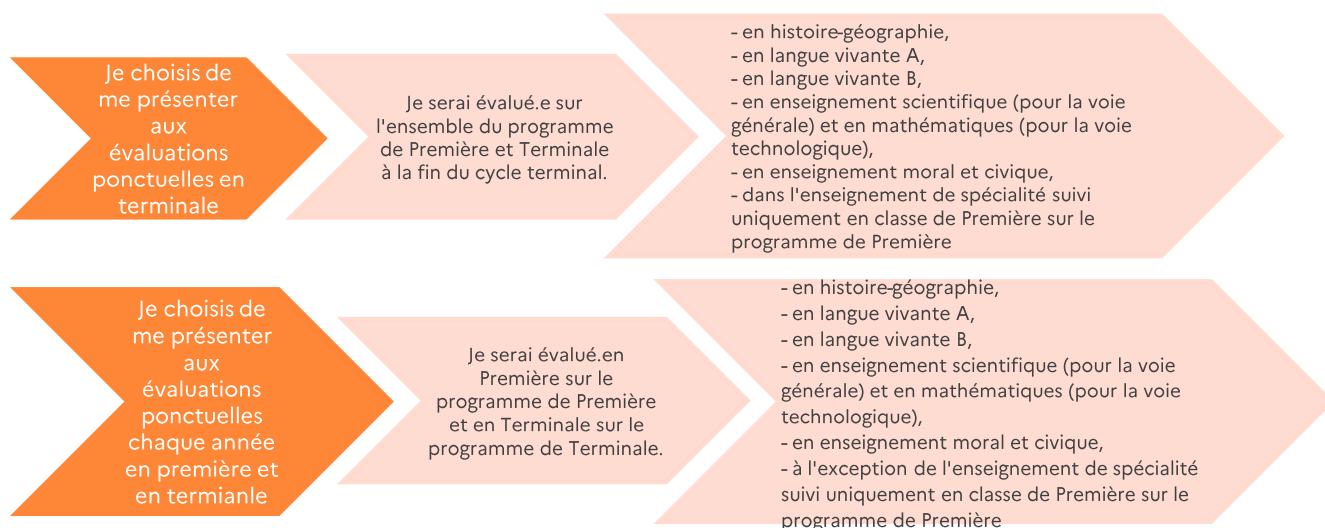 Je choisis de
me présenter
aux
évaluations
ponctuelles en
terminale
Je serai évalué.e sur
l'ensemble du programme
de Première et Terminale
à la fin du cycle terminal.
- en histoire-géographie,
- en langue vivante A,
- en langue vivante B,
- en enseignement scientifique (pour la voie
générale) et en mathématiques (pour la voie
technologique),
- en enseignement moral et civique,
- dans l'enseignement de spécialité suivi
uniquement en classe de Première sur le
programme de Première
Je choisis de
me présenter
aux
évaluations
ponctuelles
chaque année
en première et
en termianle
Je serai évalué.en
Première sur le
programme de Première
et en Terminale sur le
programme de Terminale.
- en histoire-géographie,
- en langue vivante A,
- en langue vivante B,
- en enseignement scientifique (pour la voie
générale) et en mathématiques (pour la voie
technologique),
- en enseignement moral et civique,
- à l'exception de l'enseignement de spécialité
suivi uniquement en classe de Première sur le
programme de Première